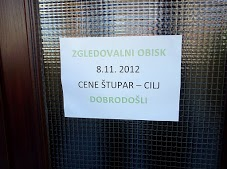 ZGLEDOVALNI OBISK
8.11. 2012
CENE ŠTUPAR – CILJ
DOBRODOŠLI